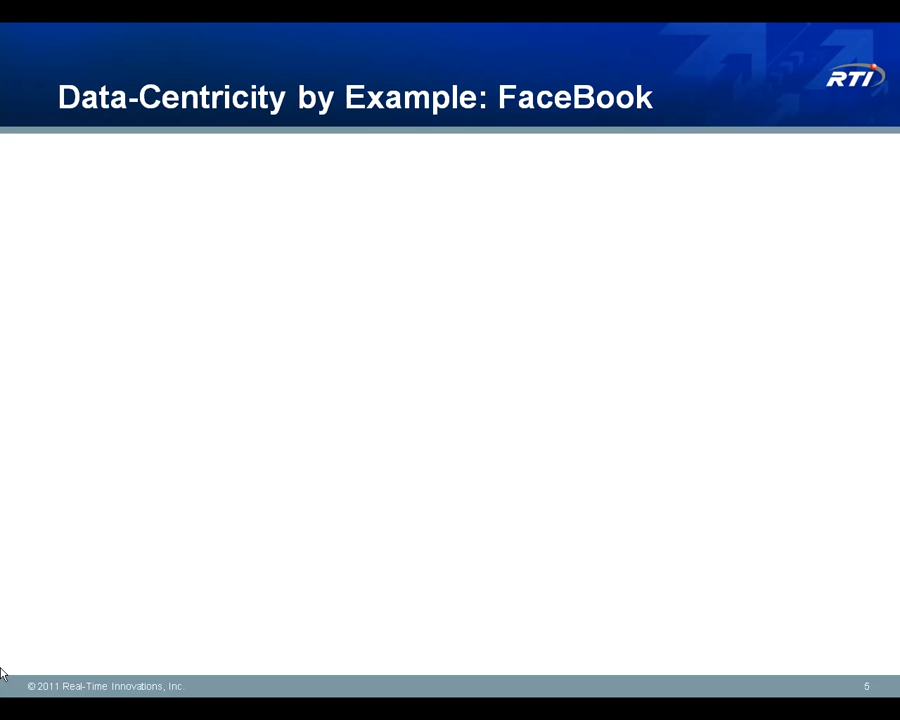 Data-Centricity by Example: FaceBook
RTI
© 2011 Real-Time Innovations, Inc.
5